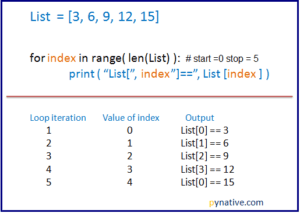 List = [3, 6, 9, 12, 15]
for index in range( len(List) ): # start =0 stop = 5
print ( “List[”, index”]==”, List [index ] )
Loop iteration Value of index Output
1 0 List[0] == 3
2 1 List[1] == 6
3 2 List[2] == 9
4 3 List[3] == 12
5 4 List[0] == 15
pynative.com